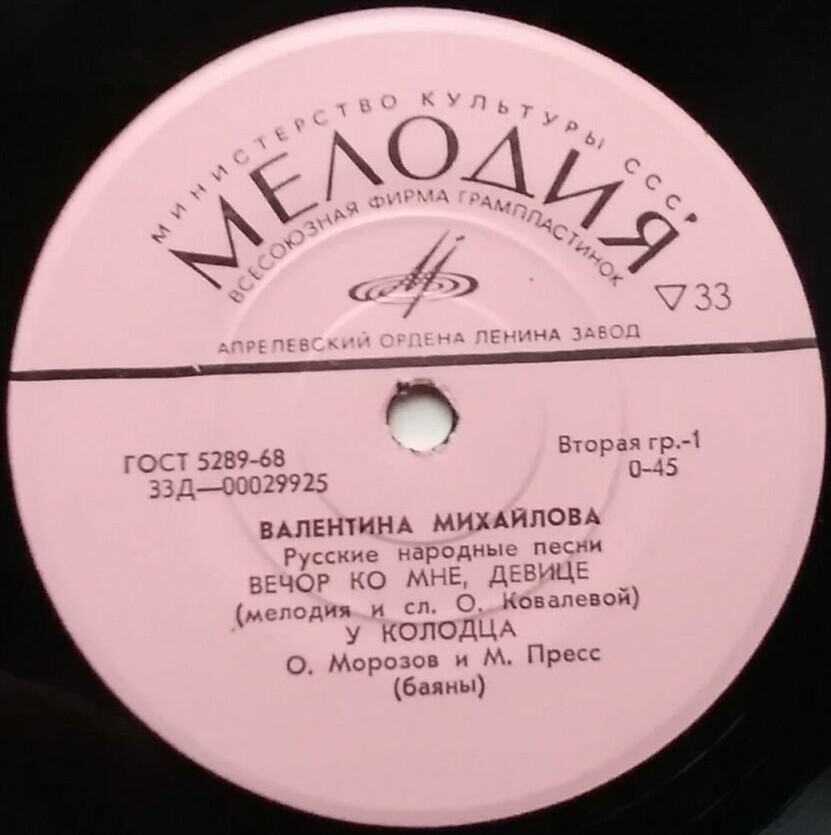 МИНИСТЕРСТВО КУЛЬТУРЫ СССР
МЕЛОДИЯ
ВСЕСОЮЗНАЯ ФИРМА ГРАМПЛАСТИНОК
▽33
АПРЕЛЕВСКИЙ ОРДЕНА ЛЕНИНА ЗАВОД
ГОСТ 5289-68
33Д—00029925
Вторая гр.-1
0-45
ВАЛЕНТИНА МИХАЙЛОВА
Русские народные песни
ВЕЧОР КО МНЕ, ДЕВИЦЕ
(мелодия и сл. О. Ковалевой)
У КОЛОДЦА
О. Морозов и М. Пресс
(баяны)